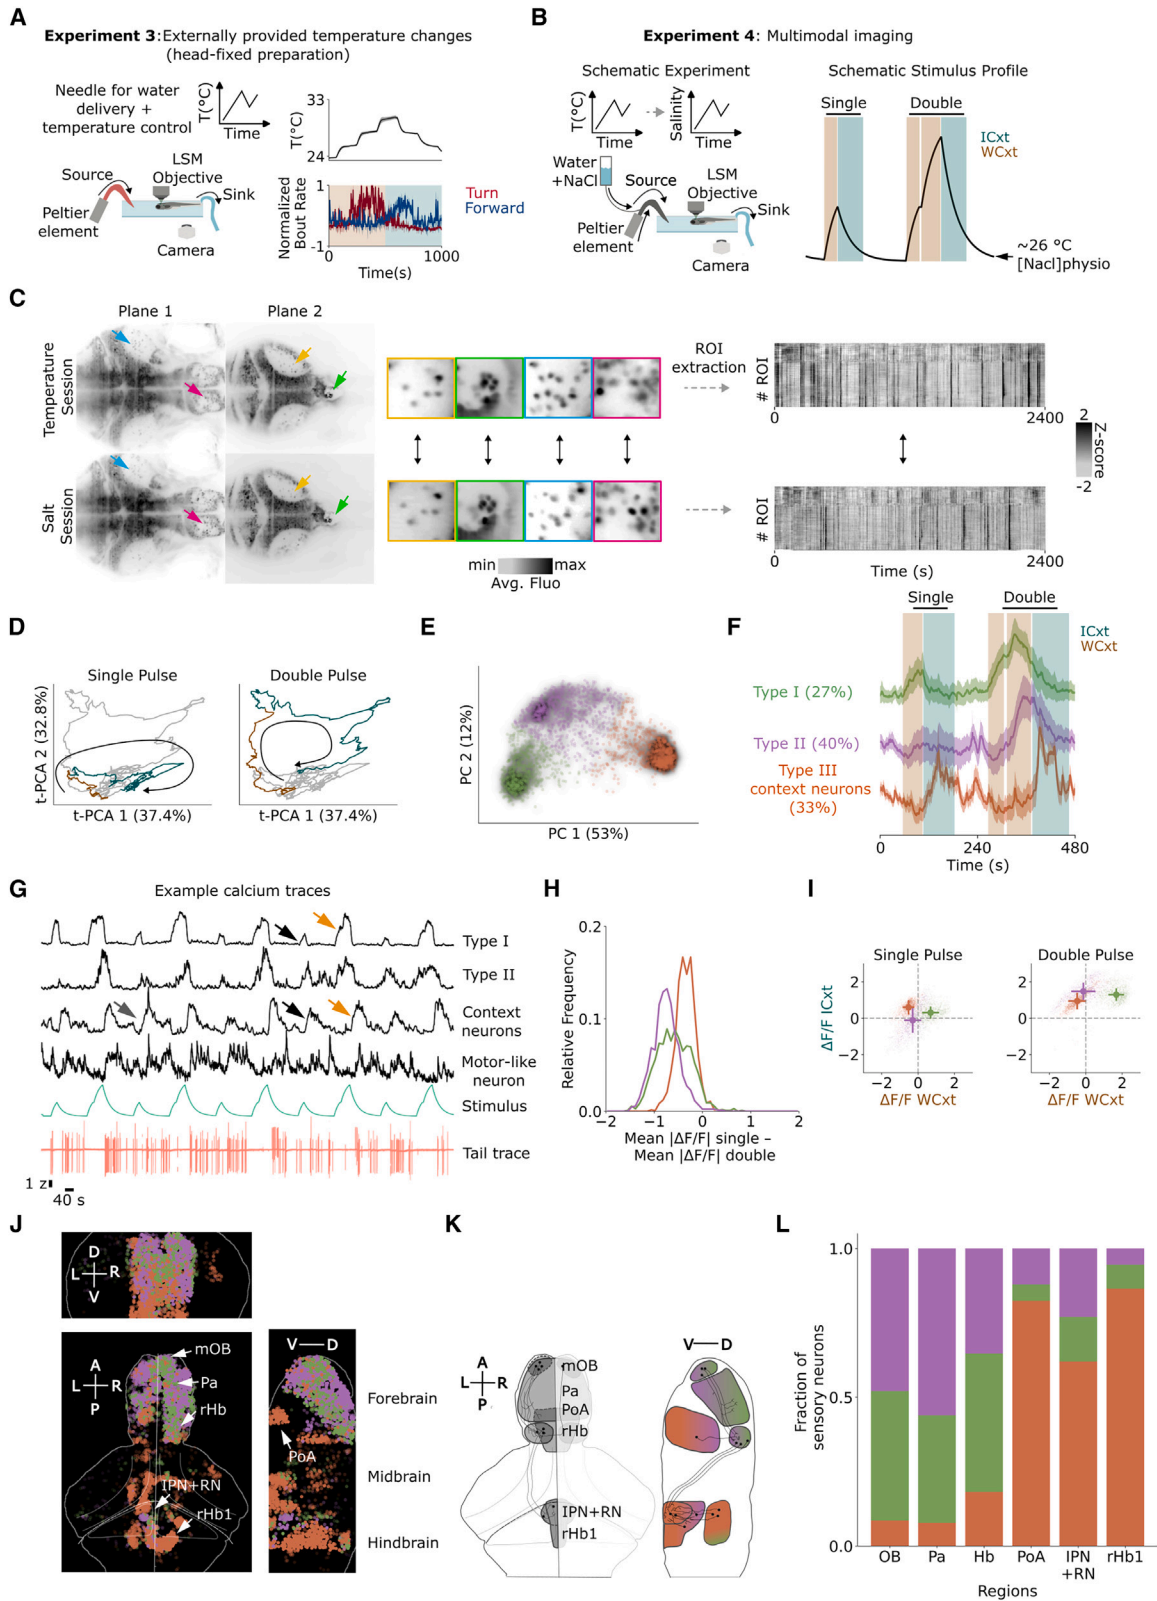 A
Experiment 3:Externally provided temperature changes
(head-fixed preparation)
Needle for water
delivery +
temperature control
T(°C)
Time
Source
LSM
Objective
Sink
Peltier
element
Camera
33
T(°C)
24
1
Normalized
Bout Rate
-1
Turn
Forward
0
1000
Time(s)
B
Experiment 4: Multimodal imaging
Schematic Experiment
Schematic Stimulus Profile
T(°C)
Time
Salinity
Time
Water
+NaCl
Source
LSM
Objective
Sink
Peltier
element
Camera
Single
Double
ICxt
WCxt
~26 °C
[Nacl]physio
C
Plane 1
Plane 2
Temperature
Session
Salt
Session
min
max
Avg. Fluo
ROI
extraction
# ROI
0
2400
2
Z-score
-2
# ROI
0
2400
Time (s)
D
Single Pulse
Double Pulse
t-PCA 2 (32.8%)
t-PCA 1 (37.4%)
t-PCA 1 (37.4%)
E
PC 2 (12%)
PC 1 (53%)
F
Single
Double
ICxt
WCxt
Type I (27%)
Type II (40%)
Type III
context neurons
(33%)
0
240
480
Time (s)
G
Example calcium traces
Type I
Type II
Context
neurons
Motor-like
neuron
Stimulus
Tail trace
1 z
40 s
H
Relative Frequency
0.2
0.1
0.0
−2
−1
0
1
2
Mean |ΔF/F| single –
Mean |ΔF/F| double
I
Single Pulse
Double Pulse
ΔF/F ICxt
2
0
−2
−2
0
2
ΔF/F WCxt
2
0
−2
−2
0
2
ΔF/F WCxt
J
D
L
R
V
A
L
R
P
mOB
Pa
rHb
IPN+RN
rHb1
V
D
PoA
Forebrain
Midbrain
Hindbrain
K
A
L
R
P
mOB
Pa
PoA
rHb
IPN+RN
rHb1
V
D
L
Fraction of
sensory neurons
1.0
0.5
0.0
OB
Pa
Hb
PoA
IPN
+RN
rHb1
Regions